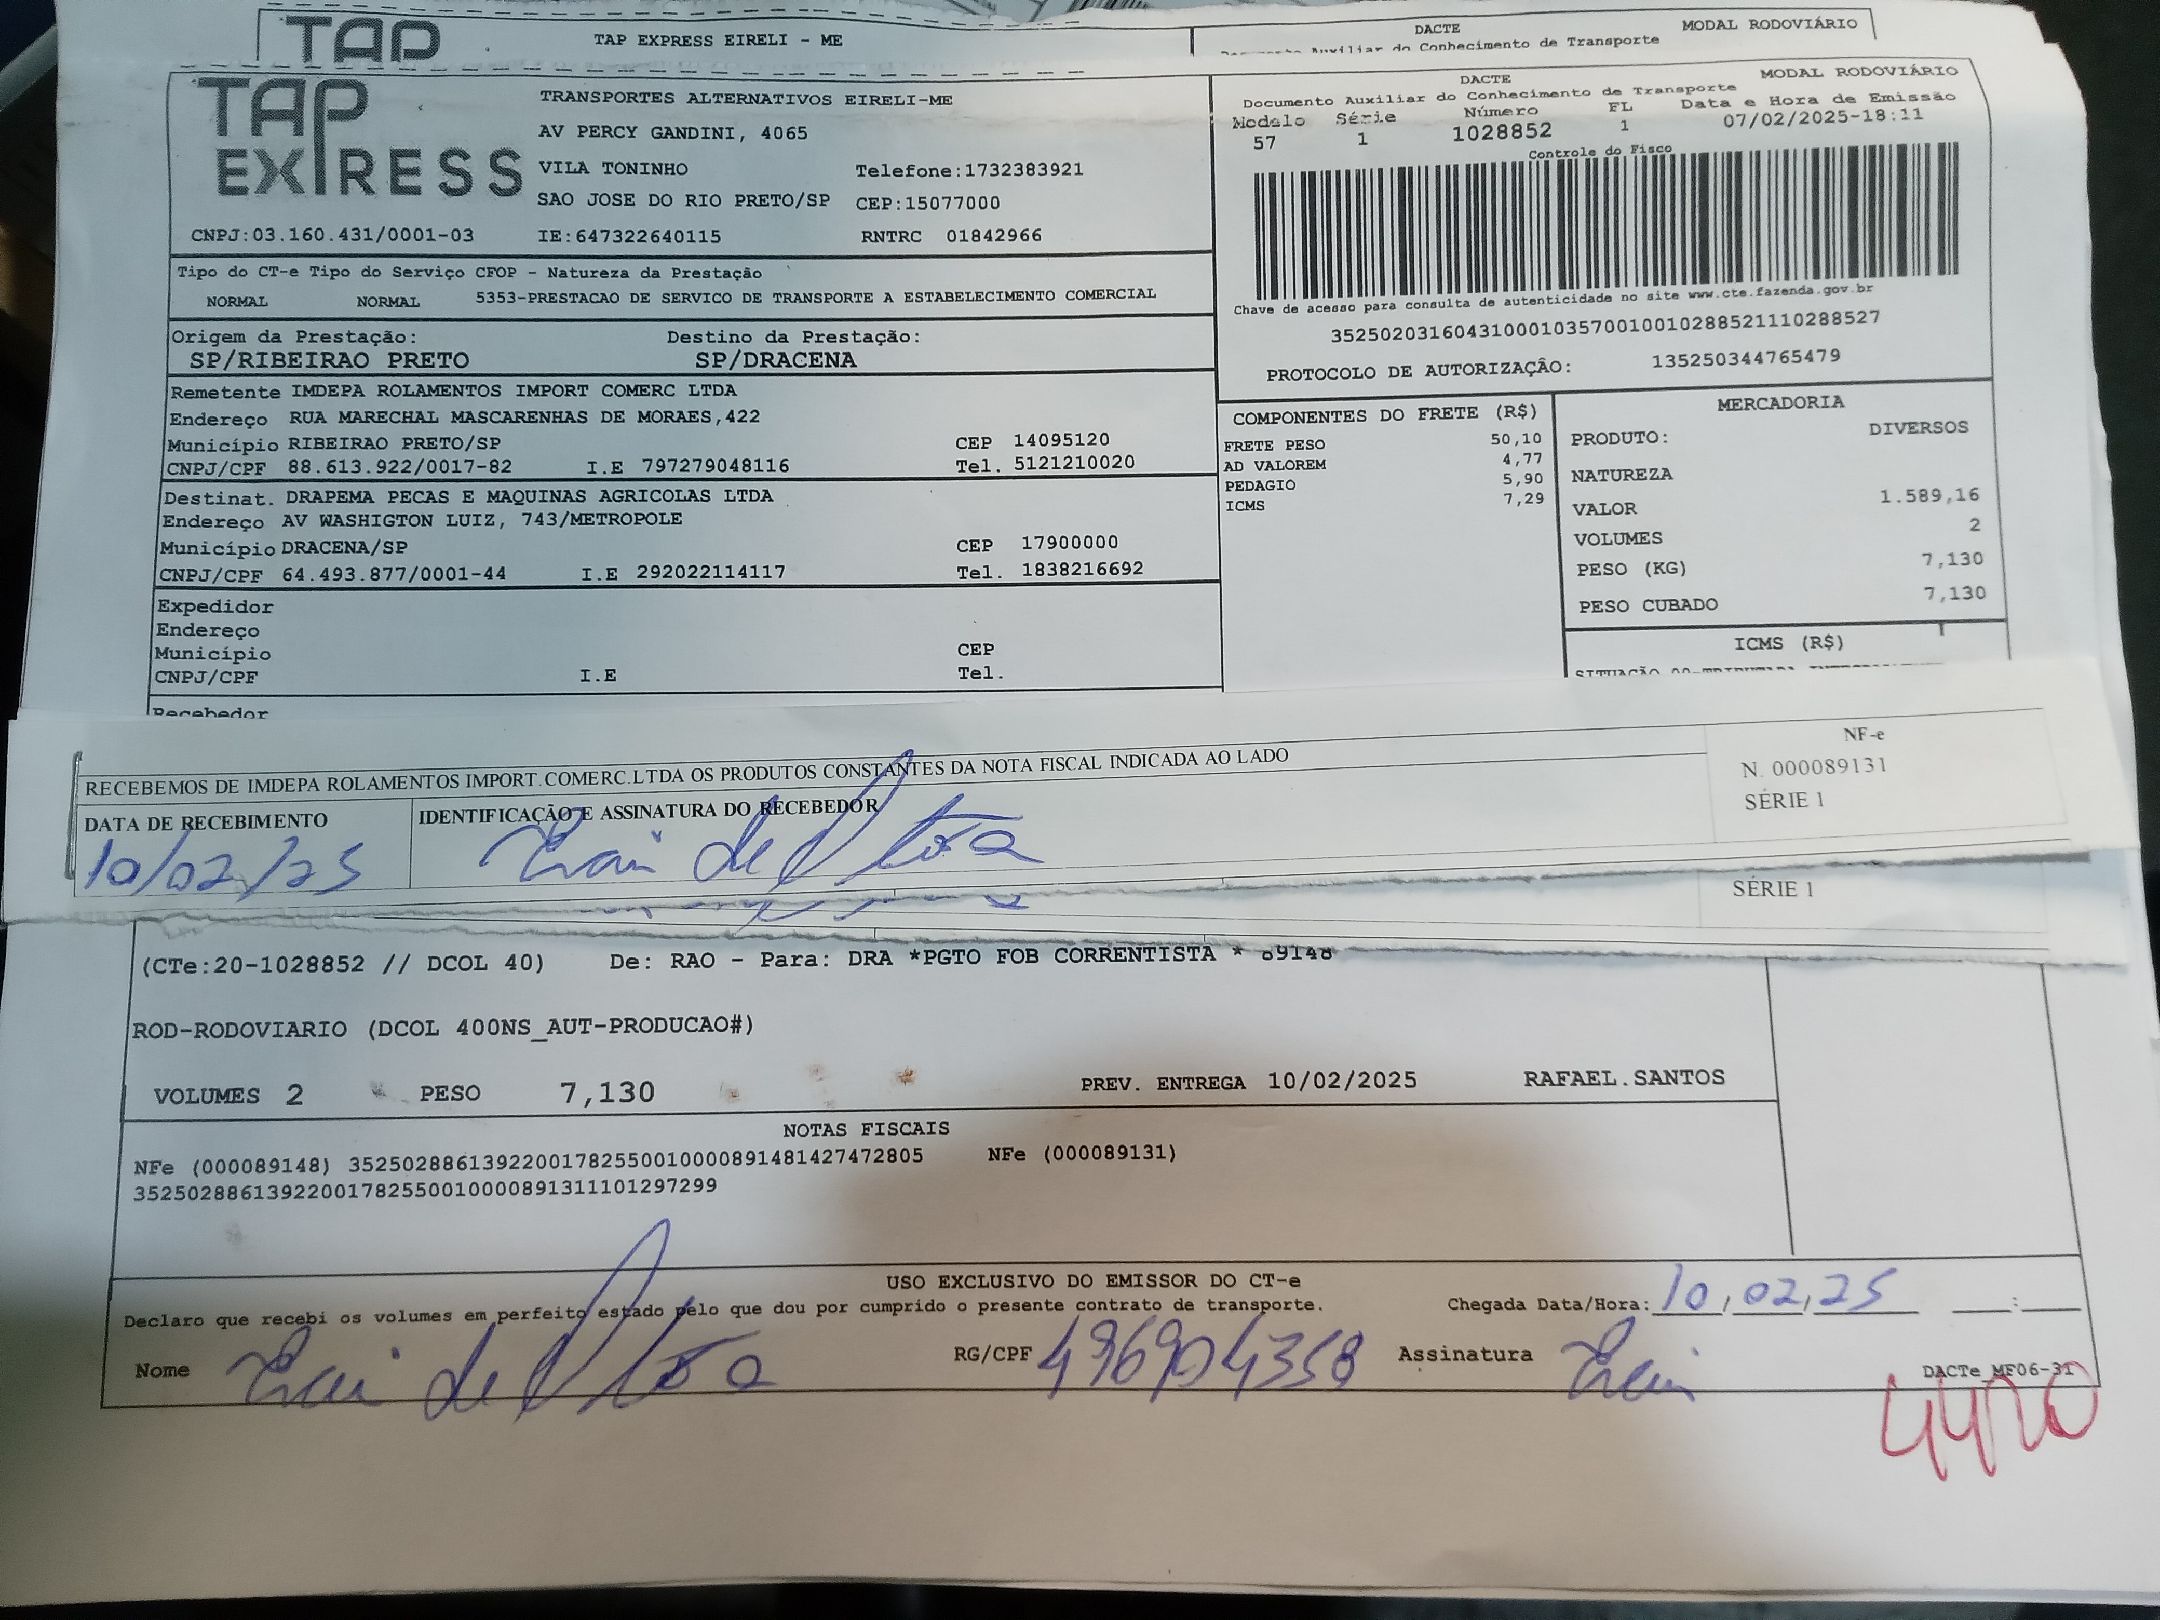 TAP
TAP EXPRESS EIRELI - ME
DACTE
MODAL RODOVIÁRIO
Auxiliar do Conhecimento de Transporte
TAP
EXPRESS
TRANSPORTES ALTERNATIVOS EIRELI-ME
AV PERCY GANDINI, 4065
VILA TONINHO Telefone:1732383921
SAO JOSE DO RIO PRETO/SP CEP:15077000
CNPJ:03.160.431/0001-03 IE:647322640115 RNTRC 01842966
DACTE MODAL RODOVIÁRIO
Documento Auxiliar do Conhecimento de Transporte
Modelo Série Número FL Data e Hora de Emissão
57 1 1028852 1 07/02/2025-18:11
Controle do Fisco
Chave de acesso para consulta de autenticidade no site www.cte.fazenda.gov.br
35250203160431000103570010010288521110288527
PROTOCOLO DE AUTORIZAÇÃO: 135250344765479
Tipo do CT-e Tipo do Serviço CFOP - Natureza da Prestação
NORMAL NORMAL 5353-PRESTACAO DE SERVICO DE TRANSPORTE A ESTABELECIMENTO COMERCIAL
Origem da Prestação: Destino da Prestação:
SP/RIBEIRAO PRETO SP/DRACENA
Remetente IMDEPA ROLAMENTOS IMPORT COMERC LTDA
Endereço RUA MARECHAL MASCARENHAS DE MORAES,422
Município RIBEIRAO PRETO/SP CEP 14095120
CNPJ/CPF 88.613.922/0017-82 I.E 797279048116 Tel. 5121210020
Destinat. DRAPEMA PECAS E MAQUINAS AGRICOLAS LTDA
Endereço AV WASHIGTON LUIZ, 743/METROPOLE
Município DRACENA/SP CEP 17900000
CNPJ/CPF 64.493.877/0001-44 I.E 292022114117 Tel. 1838216692
Expedidor
Endereço
Município CEP
CNPJ/CPF I.E Tel.
Recebedor
COMPONENTES DO FRETE (R$)
FRETE PESO 50,10
AD VALOREM 4,77
PEDAGIO 5,90
ICMS 7,29
MERCADORIA
PRODUTO: DIVERSOS
NATUREZA
VALOR 1.589,16
VOLUMES 2
PESO (KG) 7,130
PESO CUBADO 7,130
ICMS (R$)
RECEBEMOS DE IMDEPA ROLAMENTOS IMPORT.COMERC.LTDA OS PRODUTOS CONSTANTES DA NOTA FISCAL INDICADA AO LADO
NF-e
N. 000089131
SÉRIE 1
DATA DE RECEBIMENTO IDENTIFICAÇÃO E ASSINATURA DO RECEBEDOR
10/02/25
SÉRIE 1
(CTe:20-1028852 // DCOL 40) De: RAO - Para: DRA *PGTO FOB CORRENTISTA * 89148
ROD-RODOVIARIO (DCOL 400NS_AUT-PRODUCAO#)
VOLUMES 2 PESO 7,130 PREV. ENTREGA 10/02/2025 RAFAEL.SANTOS
NOTAS FISCAIS
NFe (000089148) 35250288613922001782550010000891481427472805 NFe (000089131)
35250288613922001782550010000891311101297299
USO EXCLUSIVO DO EMISSOR DO CT-e
Declaro que recebi os volumes em perfeito estado pelo que dou por cumprido o presente contrato de transporte. Chegada Data/Hora: 10,02,25
Nome RG/CPF 496904358 Assinatura
DACTe_MF06-31